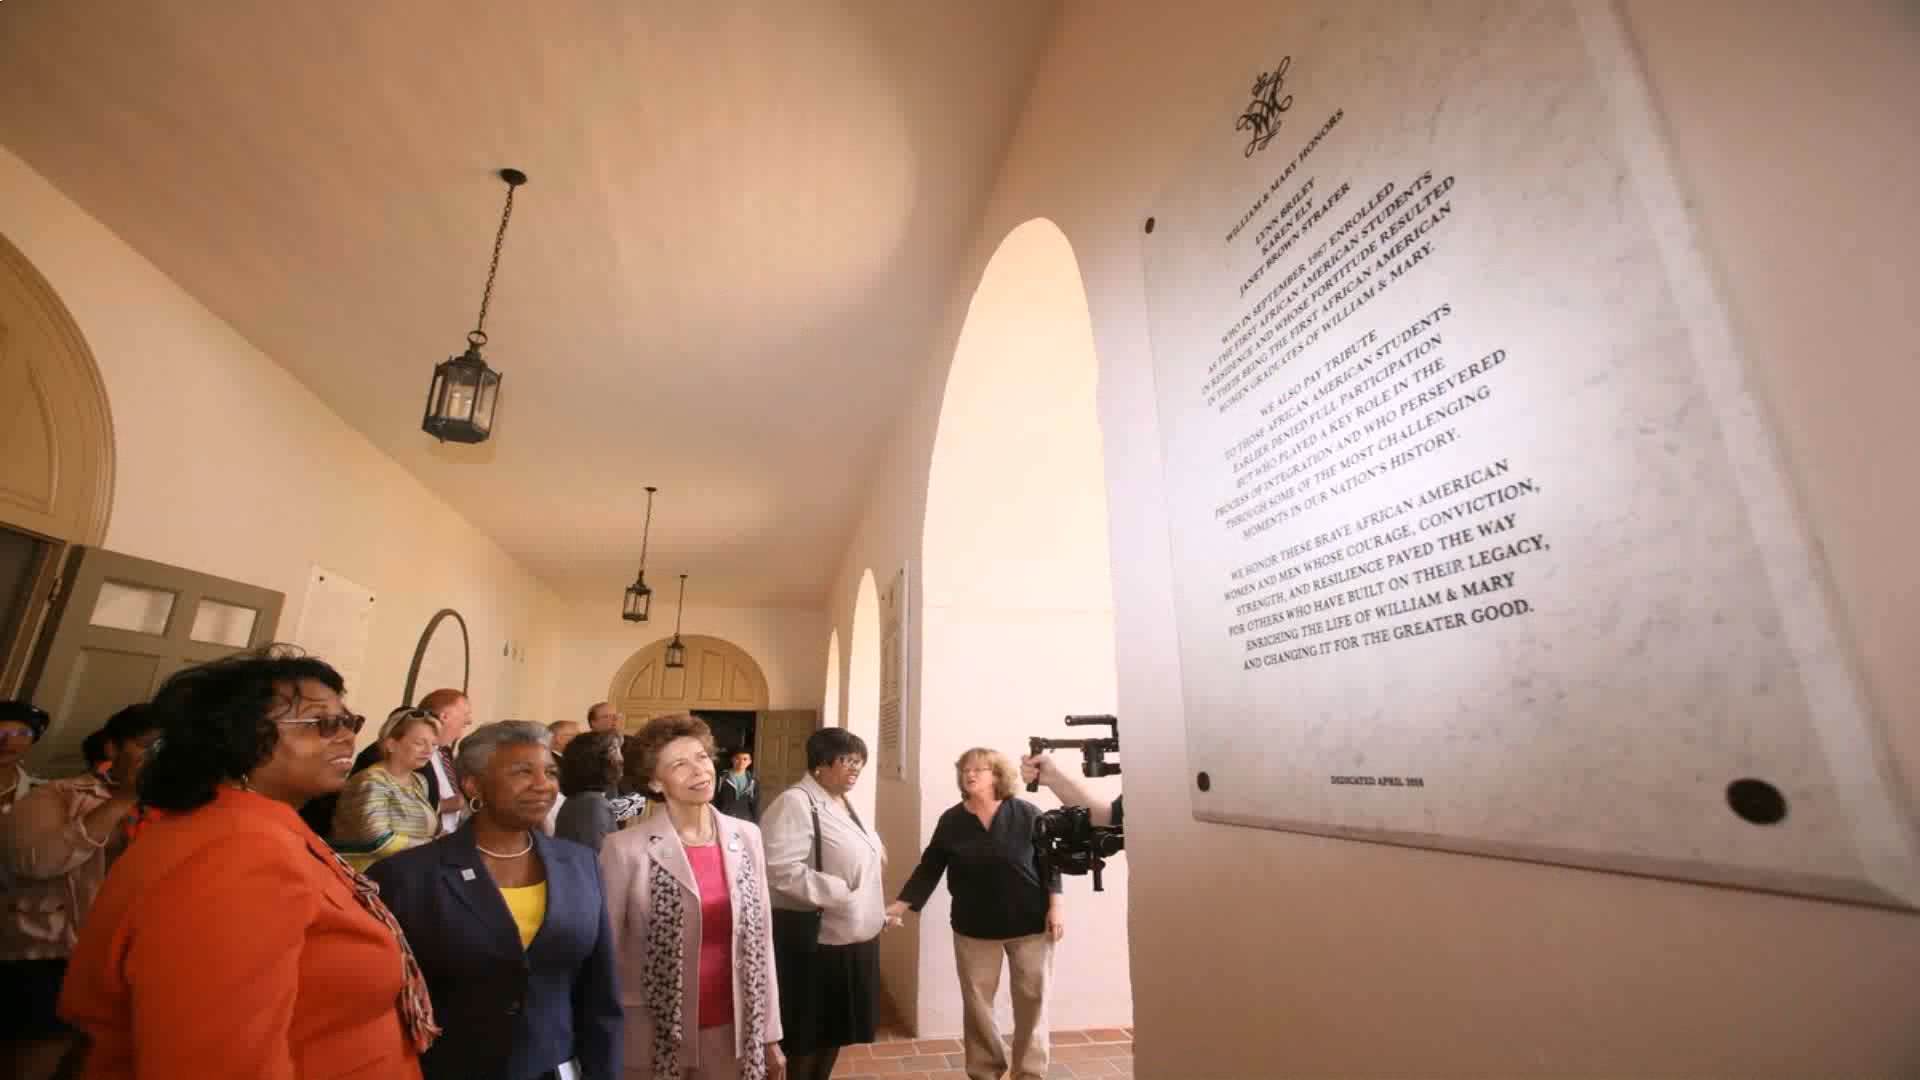 WILLIAM & MARY HONORS
LYNN BRILEY
KAREN ELY
JANET BROWN STRAFER
WHO IN SEPTEMBER 1967 ENROLLED
AS THE FIRST AFRICAN AMERICAN STUDENTS
IN RESIDENCE AND WHOSE FORTITUDE RESULTED
IN THEIR BEING THE FIRST AFRICAN AMERICAN
WOMEN GRADUATES OF WILLIAM & MARY.
WE ALSO PAY TRIBUTE
TO THOSE AFRICAN AMERICAN STUDENTS
EARLIER DENIED FULL PARTICIPATION
BUT WHO PLAYED A KEY ROLE IN THE
PROCESS OF INTEGRATION AND WHO PERSEVERED
THROUGH SOME OF THE MOST CHALLENGING
MOMENTS IN OUR NATION'S HISTORY.
WE HONOR THESE BRAVE AFRICAN AMERICAN
WOMEN AND MEN WHOSE COURAGE, CONVICTION,
STRENGTH, AND RESILIENCE PAVED THE WAY
FOR OTHERS WHO HAVE BUILT ON THEIR LEGACY,
ENRICHING THE LIFE OF WILLIAM & MARY
AND CHANGING IT FOR THE GREATER GOOD.
DEDICATED APRIL 2018